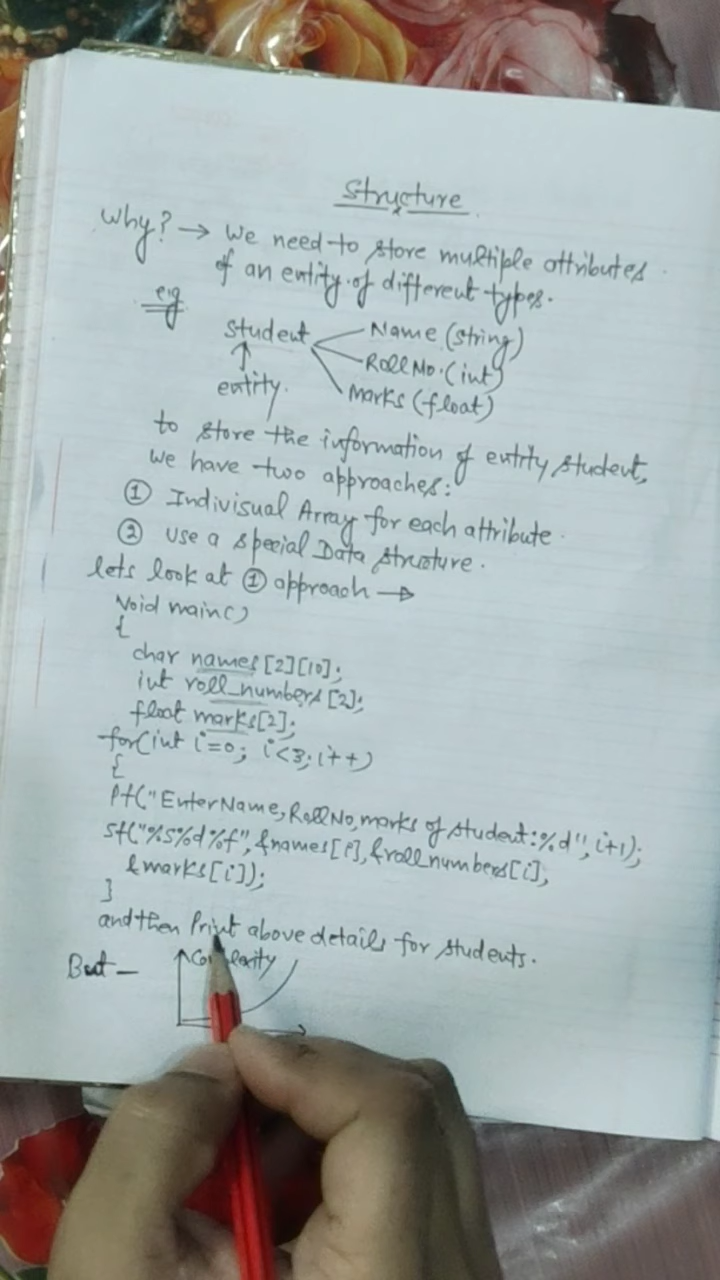 Structure
Why? → We need to store multiple attributes
of an entity of different types.
eg
Student Name (string)
Roll No. (int)
entity. Marks (float)
to store the information of entity student,
we have two approaches:
① Indivisual Array for each attribute.
② Use a special Data Structure.
lets look at ① approach →
Void main()
{
char names[2][10];
int roll_numbers[2];
float marks[2];
for(int i=0; i<3; i++)
{
Pf("Enter Name, Roll No, marks of student:%d", i+1);
Sf("%s%d%f", &names[i], &roll_numbers[i],
&marks[i]);
}
and then Print above details for students.
But –